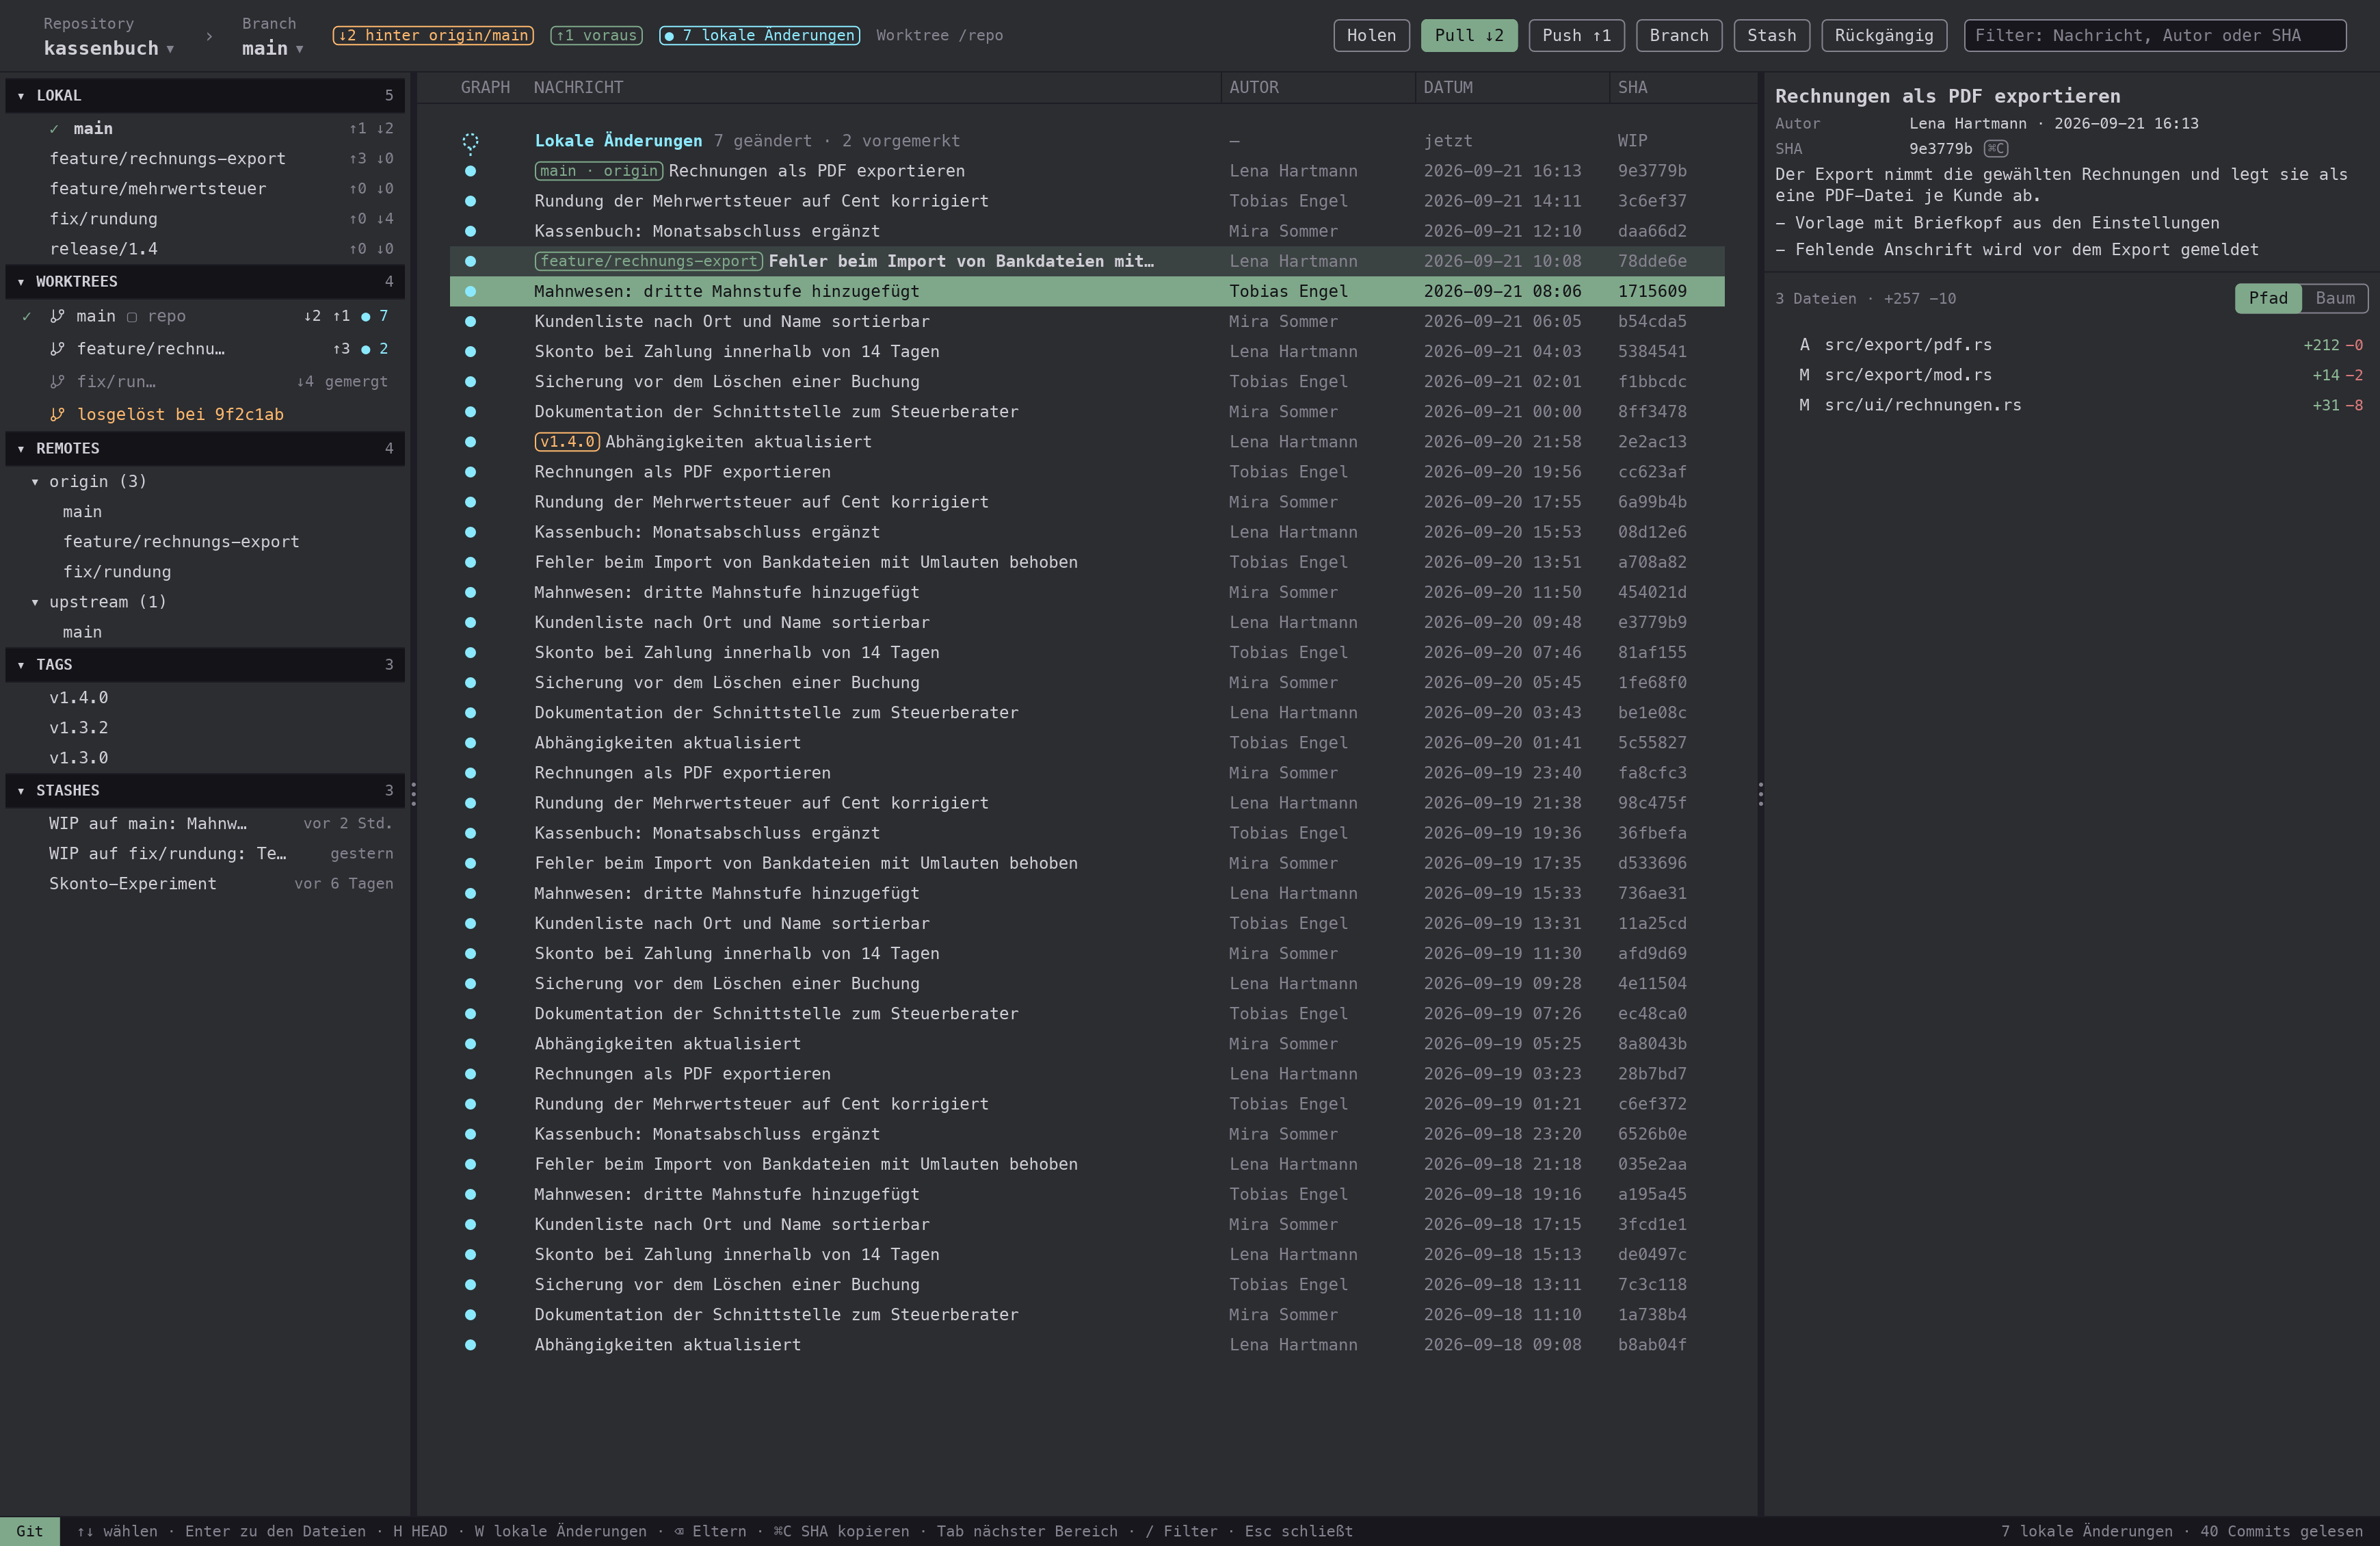 Repository
kassenbuch ▾
›
Branch
main ▾
↓2 hinter origin/main
↑1 voraus
● 7 lokale Änderungen
Worktree /repo
Holen
Pull ↓2
Push ↑1
Branch
Stash
Rückgängig
Filter: Nachricht, Autor oder SHA
▾ LOKAL 5
✓ main ↑1 ↓2
feature/rechnungs-export ↑3 ↓0
feature/mehrwertsteuer ↑0 ↓0
fix/rundung ↑0 ↓4
release/1.4 ↑0 ↓0
▾ WORKTREES 4
✓ main ▢ repo ↓2 ↑1 ● 7
feature/rechnu… ↑3 ● 2
fix/run… ↓4 gemergt
losgelöst bei 9f2c1ab
▾ REMOTES 4
▾ origin (3)
main
feature/rechnungs-export
fix/rundung
▾ upstream (1)
main
▾ TAGS 3
v1.4.0
v1.3.2
v1.3.0
▾ STASHES 3
WIP auf main: Mahnw… vor 2 Std.
WIP auf fix/rundung: Te… gestern
Skonto-Experiment vor 6 Tagen
GRAPH NACHRICHT AUTOR DATUM SHA
Lokale Änderungen 7 geändert · 2 vorgemerkt — jetzt WIP
main · origin Rechnungen als PDF exportieren Lena Hartmann 2026-09-21 16:13 9e3779b
Rundung der Mehrwertsteuer auf Cent korrigiert Tobias Engel 2026-09-21 14:11 3c6ef37
Kassenbuch: Monatsabschluss ergänzt Mira Sommer 2026-09-21 12:10 daa66d2
feature/rechnungs-export Fehler beim Import von Bankdateien mit… Lena Hartmann 2026-09-21 10:08 78dde6e
Mahnwesen: dritte Mahnstufe hinzugefügt Tobias Engel 2026-09-21 08:06 1715609
Kundenliste nach Ort und Name sortierbar Mira Sommer 2026-09-21 06:05 b54cda5
Skonto bei Zahlung innerhalb von 14 Tagen Lena Hartmann 2026-09-21 04:03 5384541
Sicherung vor dem Löschen einer Buchung Tobias Engel 2026-09-21 02:01 f1bbcdc
Dokumentation der Schnittstelle zum Steuerberater Mira Sommer 2026-09-21 00:00 8ff3478
v1.4.0 Abhängigkeiten aktualisiert Lena Hartmann 2026-09-20 21:58 2e2ac13
Rechnungen als PDF exportieren Tobias Engel 2026-09-20 19:56 cc623af
Rundung der Mehrwertsteuer auf Cent korrigiert Mira Sommer 2026-09-20 17:55 6a99b4b
Kassenbuch: Monatsabschluss ergänzt Lena Hartmann 2026-09-20 15:53 08d12e6
Fehler beim Import von Bankdateien mit Umlauten behoben Tobias Engel 2026-09-20 13:51 a708a82
Mahnwesen: dritte Mahnstufe hinzugefügt Mira Sommer 2026-09-20 11:50 454021d
Kundenliste nach Ort und Name sortierbar Lena Hartmann 2026-09-20 09:48 e3779b9
Skonto bei Zahlung innerhalb von 14 Tagen Tobias Engel 2026-09-20 07:46 81af155
Sicherung vor dem Löschen einer Buchung Mira Sommer 2026-09-20 05:45 1fe68f0
Dokumentation der Schnittstelle zum Steuerberater Lena Hartmann 2026-09-20 03:43 be1e08c
Abhängigkeiten aktualisiert Tobias Engel 2026-09-20 01:41 5c55827
Rechnungen als PDF exportieren Mira Sommer 2026-09-19 23:40 fa8cfc3
Rundung der Mehrwertsteuer auf Cent korrigiert Lena Hartmann 2026-09-19 21:38 98c475f
Kassenbuch: Monatsabschluss ergänzt Tobias Engel 2026-09-19 19:36 36fbefa
Fehler beim Import von Bankdateien mit Umlauten behoben Mira Sommer 2026-09-19 17:35 d533696
Mahnwesen: dritte Mahnstufe hinzugefügt Lena Hartmann 2026-09-19 15:33 736ae31
Kundenliste nach Ort und Name sortierbar Tobias Engel 2026-09-19 13:31 11a25cd
Skonto bei Zahlung innerhalb von 14 Tagen Mira Sommer 2026-09-19 11:30 afd9d69
Sicherung vor dem Löschen einer Buchung Lena Hartmann 2026-09-19 09:28 4e11504
Dokumentation der Schnittstelle zum Steuerberater Tobias Engel 2026-09-19 07:26 ec48ca0
Abhängigkeiten aktualisiert Mira Sommer 2026-09-19 05:25 8a8043b
Rechnungen als PDF exportieren Lena Hartmann 2026-09-19 03:23 28b7bd7
Rundung der Mehrwertsteuer auf Cent korrigiert Tobias Engel 2026-09-19 01:21 c6ef372
Kassenbuch: Monatsabschluss ergänzt Mira Sommer 2026-09-18 23:20 6526b0e
Fehler beim Import von Bankdateien mit Umlauten behoben Lena Hartmann 2026-09-18 21:18 035e2aa
Mahnwesen: dritte Mahnstufe hinzugefügt Tobias Engel 2026-09-18 19:16 a195a45
Kundenliste nach Ort und Name sortierbar Mira Sommer 2026-09-18 17:15 3fcd1e1
Skonto bei Zahlung innerhalb von 14 Tagen Lena Hartmann 2026-09-18 15:13 de0497c
Sicherung vor dem Löschen einer Buchung Tobias Engel 2026-09-18 13:11 7c3c118
Dokumentation der Schnittstelle zum Steuerberater Mira Sommer 2026-09-18 11:10 1a738b4
Abhängigkeiten aktualisiert Lena Hartmann 2026-09-18 09:08 b8ab04f
Rechnungen als PDF exportieren
Autor Lena Hartmann · 2026-09-21 16:13
SHA 9e3779b ⌘C
Der Export nimmt die gewählten Rechnungen und legt sie als
eine PDF-Datei je Kunde ab.
– Vorlage mit Briefkopf aus den Einstellungen
– Fehlende Anschrift wird vor dem Export gemeldet
3 Dateien · +257 −10
Pfad Baum
A src/export/pdf.rs +212 −0
M src/export/mod.rs +14 −2
M src/ui/rechnungen.rs +31 −8
Git ↑↓ wählen · Enter zu den Dateien · H HEAD · W lokale Änderungen · ⌫ Eltern · ⌘C SHA kopieren · Tab nächster Bereich · / Filter · Esc schließt
7 lokale Änderungen · 40 Commits gelesen